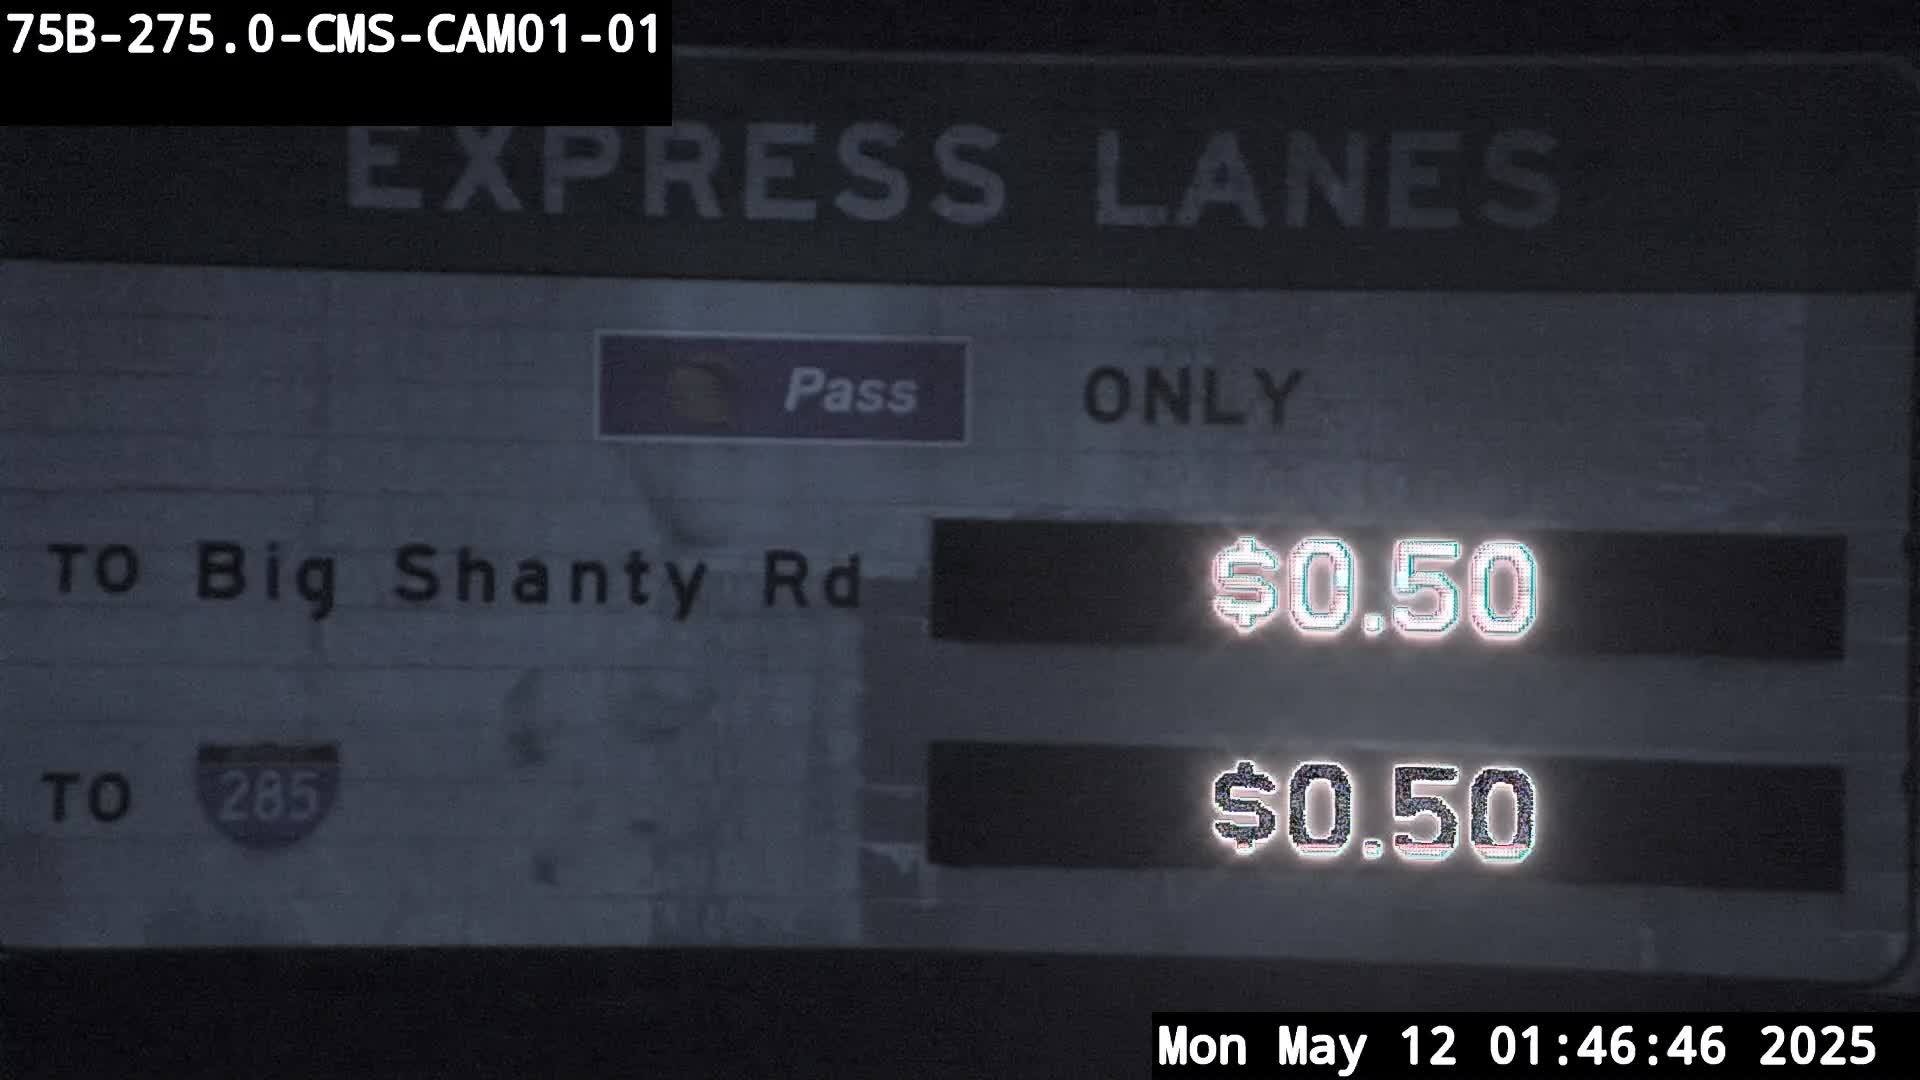 75B-275.0-CMS-CAM01-01
EXPRESS LANES
Pass ONLY
TO Big Shanty Rd $0.50
TO 285 $0.50
Mon May 12 01:46:46 2025